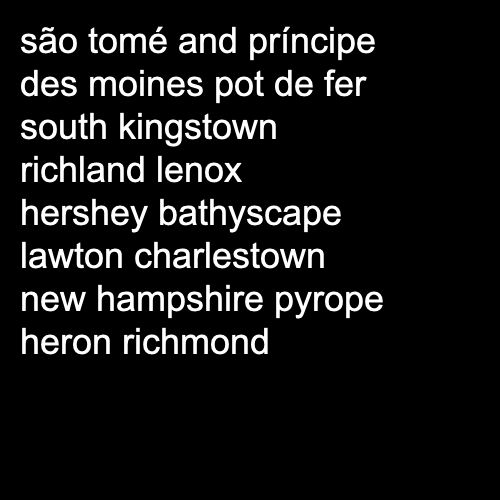 são tomé and príncipe
des moines pot de fer
south kingstown
richland lenox
hershey bathyscape
lawton charlestown
new hampshire pyrope
heron richmond